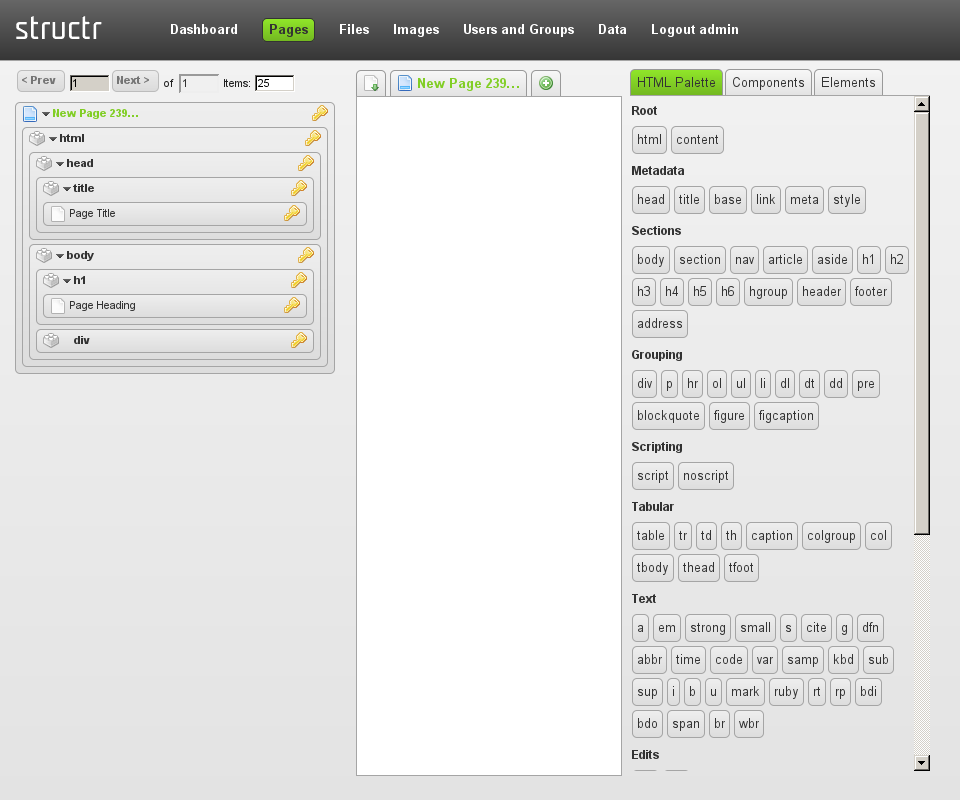 structr Dashboard Pages Files Images Users and Groups Data Logout admin
< Prev 1 Next > of 1 Items: 25
New Page 239...
html
head
title
Page Title
body
h1
Page Heading
div
New Page 239...
HTML Palette Components Elements
Root
html content
Metadata
head title base link meta style
Sections
body section nav article aside h1 h2
h3 h4 h5 h6 hgroup header footer
address
Grouping
div p hr ol ul li dl dt dd pre
blockquote figure figcaption
Scripting
script noscript
Tabular
table tr td th caption colgroup col
tbody thead tfoot
Text
a em strong small s cite g dfn
abbr time code var samp kbd sub
sup i b u mark ruby rt rp bdi
bdo span br wbr
Edits